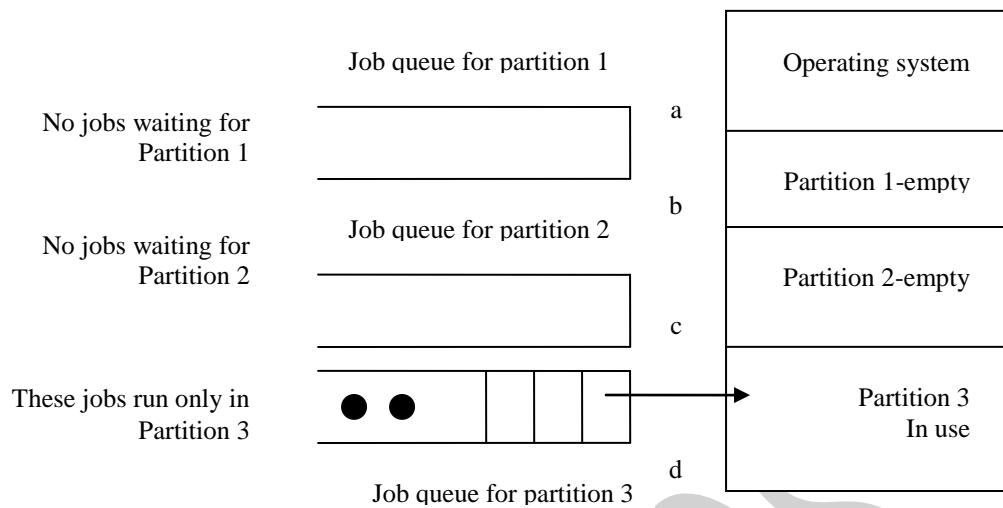 Job queue for partition 1
No jobs waiting for
Partition 1
Job queue for partition 2
No jobs waiting for
Partition 2
These jobs run only in
Partition 3
Job queue for partition 3
a
b
c
d
Operating system
Partition 1-empty
Partition 2-empty
Partition 3
In use